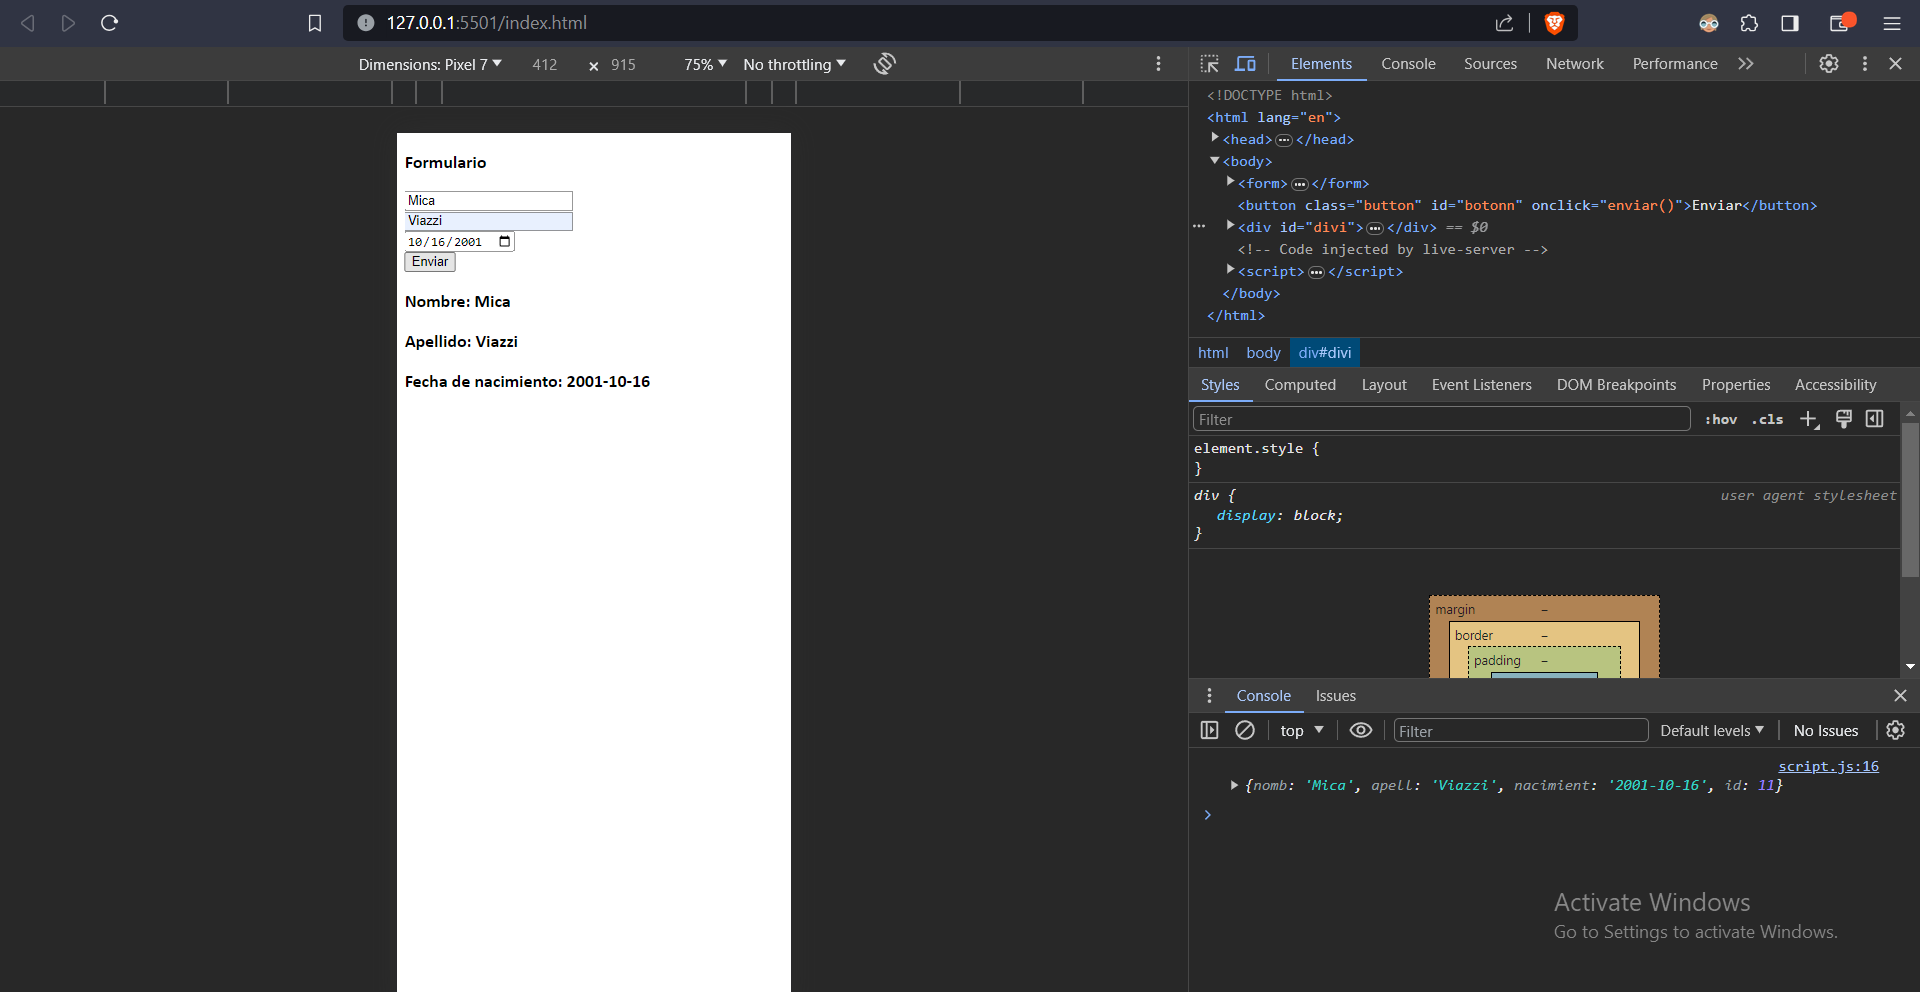 127.0.0.1:5501/index.html
Dimensions: Pixel 7 412 × 915 75% No throttling
Formulario
Mica
Viazzi
10/16/2001
Enviar
Nombre: Mica
Apellido: Viazzi
Fecha de nacimiento: 2001-10-16
Elements Console Sources Network Performance
<!DOCTYPE html>
<html lang="en">
<head>…</head>
<body>
<form>…</form>
<button class="button" id="botonn" onclick="enviar()">Enviar</button>
<div id="divi">…</div> == $0
<!-- Code injected by live-server -->
<script>…</script>
</body>
</html>
html body div#divi
Styles Computed Layout Event Listeners DOM Breakpoints Properties Accessibility
Filter :hov .cls
element.style {
}
div { user agent stylesheet
display: block;
}
margin –
border –
padding –
Console Issues
top Filter Default levels No Issues
script.js:16
{nomb: 'Mica', apell: 'Viazzi', nacimient: '2001-10-16', id: 11}
Activate Windows
Go to Settings to activate Windows.